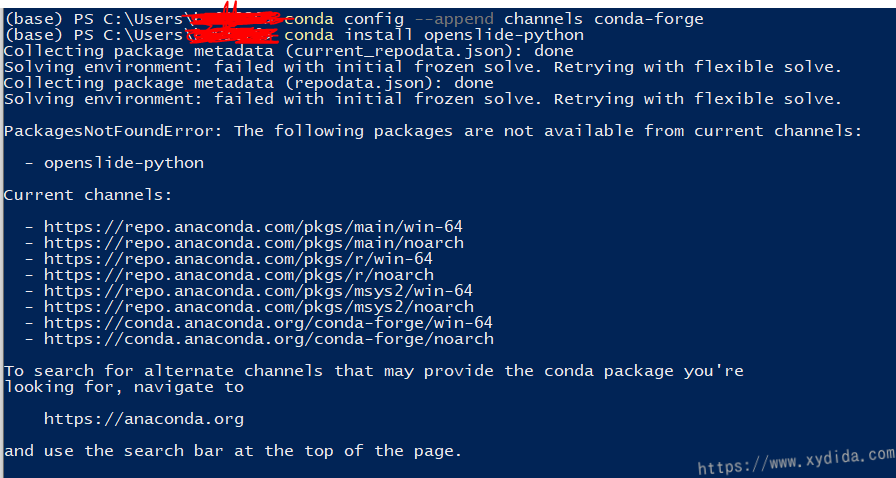 (base) PS C:\Users\ conda config --append channels conda-forge
(base) PS C:\Users\ conda install openslide-python
Collecting package metadata (current_repodata.json): done
Solving environment: failed with initial frozen solve. Retrying with flexible solve.
Collecting package metadata (repodata.json): done
Solving environment: failed with initial frozen solve. Retrying with flexible solve.
PackagesNotFoundError: The following packages are not available from current channels:
- openslide-python
Current channels:
- https://repo.anaconda.com/pkgs/main/win-64
- https://repo.anaconda.com/pkgs/main/noarch
- https://repo.anaconda.com/pkgs/r/win-64
- https://repo.anaconda.com/pkgs/r/noarch
- https://repo.anaconda.com/pkgs/msys2/win-64
- https://repo.anaconda.com/pkgs/msys2/noarch
- https://conda.anaconda.org/conda-forge/win-64
- https://conda.anaconda.org/conda-forge/noarch
To search for alternate channels that may provide the conda package you're
looking for, navigate to
https://anaconda.org
and use the search bar at the top of the page.
https://www.xydida.com